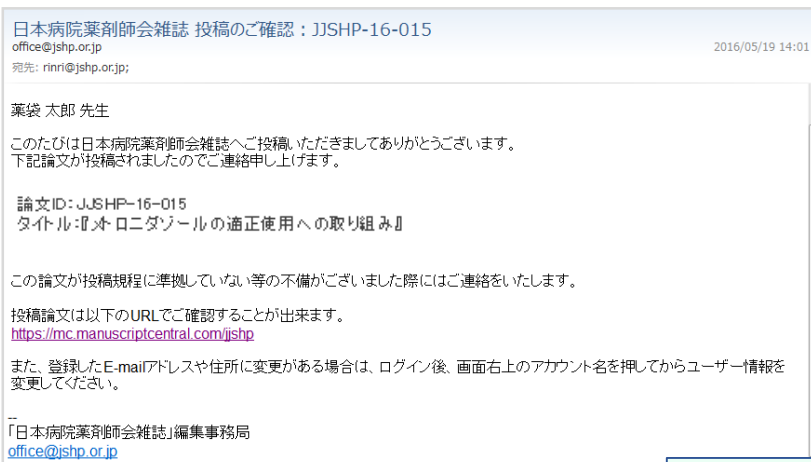 日本病院薬剤師会雑誌 投稿のご確認：JJSHP-16-015
office@jshp.or.jp
2016/05/19 14:01
宛先: rinri@jshp.or.jp;
薬袋 太郎 先生
このたびは日本病院薬剤師会雑誌へご投稿いただきましてありがとうございます。
下記論文が投稿されましたのでご連絡申し上げます。
論文ID：JJSHP-16-015
タイトル：『メトロニダゾールの適正使用への取り組み』
この論文が投稿規程に準拠していない等の不備がございました際にはご連絡をいたします。
投稿論文は以下のURLでご確認することが出来ます。
https://mc.manuscriptcentral.com/jjshp
また、登録したE-mailアドレスや住所に変更がある場合は、ログイン後、画面右上のアカウント名を押してからユーザー情報を
変更してください。
--
「日本病院薬剤師会雑誌」編集事務局
office@jshp.or.jp